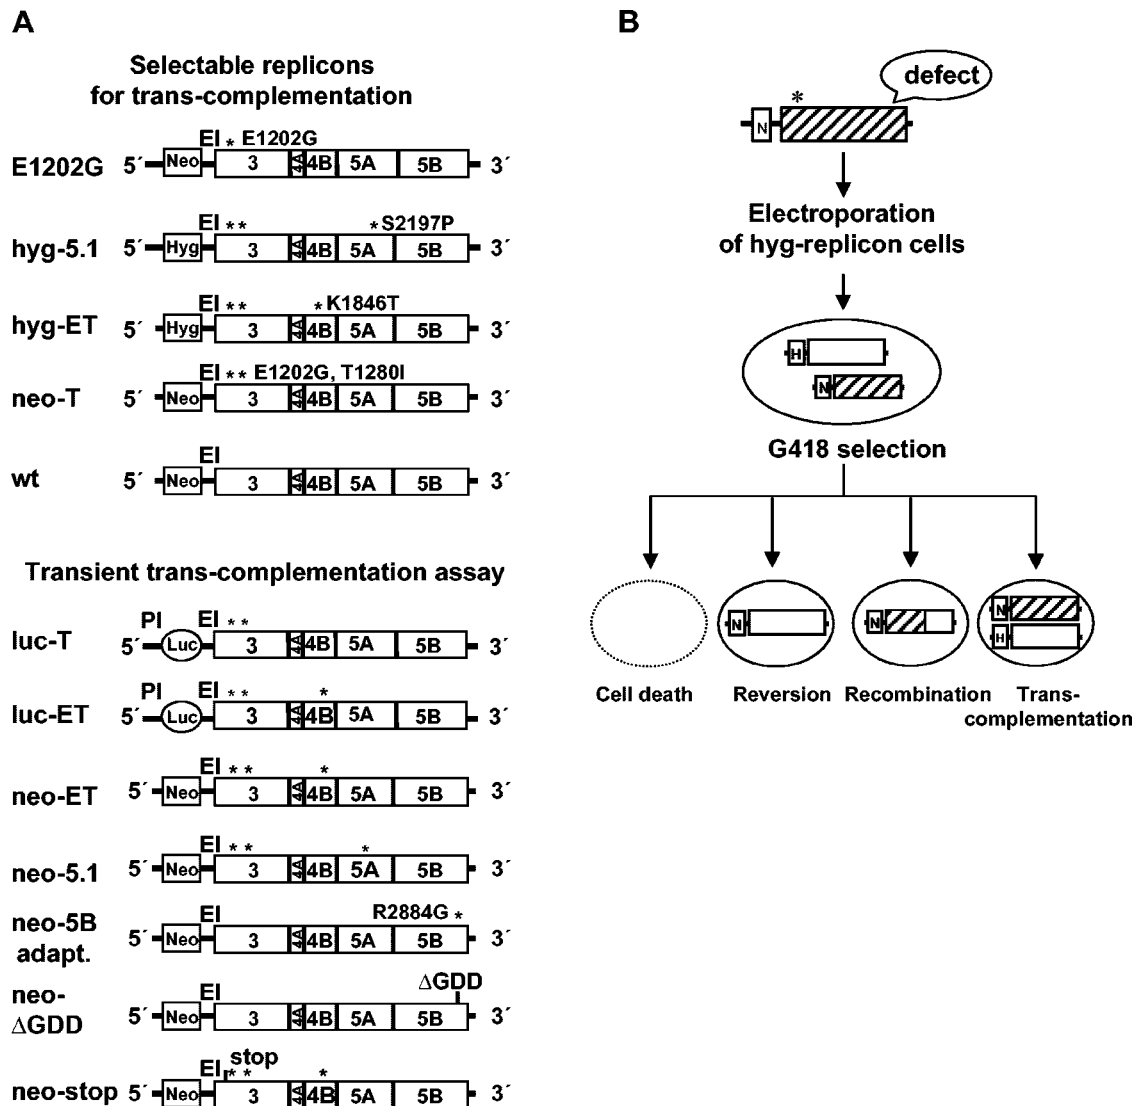 A
Selectable replicons
for trans-complementation
EI * E1202G
E1202G 5´ Neo 3 4A 4B 5A 5B 3´
EI ** *S2197P
hyg-5.1 5´ Hyg 3 4A 4B 5A 5B 3´
EI ** *K1846T
hyg-ET 5´ Hyg 3 4A 4B 5A 5B 3´
EI ** E1202G, T1280I
neo-T 5´ Neo 3 4A 4B 5A 5B 3´
EI
wt 5´ Neo 3 4A 4B 5A 5B 3´
Transient trans-complementation assay
PI EI **
luc-T 5´ Luc 3 4A 4B 5A 5B 3´
PI EI ** *
luc-ET 5´ Luc 3 4A 4B 5A 5B 3´
EI ** *
neo-ET 5´ Neo 3 4A 4B 5A 5B 3´
EI ** *
neo-5.1 5´ Neo 3 4A 4B 5A 5B 3´
EI R2884G *
neo-5B
adapt. 5´ Neo 3 4A 4B 5A 5B 3´
EI ΔGDD
neo-
ΔGDD 5´ Neo 3 4A 4B 5A 5B 3´
EI stop ** *
neo-stop 5´ Neo 3 4A 4B 5A 5B 3´
B
defect
*
N
Electroporation
of hyg-replicon cells
H
N
G418 selection
N
N
N
H
Cell death
Reversion
Recombination
Trans-
complementation